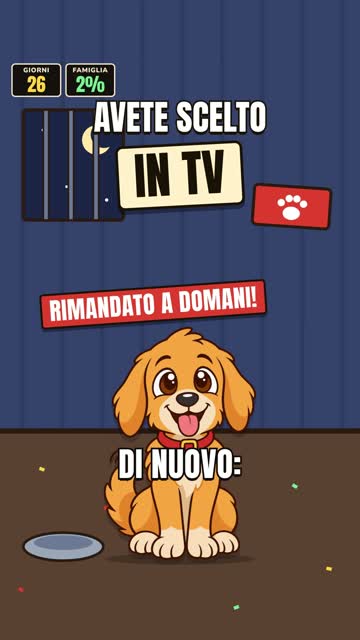 GIORNI
26
FAMIGLIA
2%
AVETE SCELTO
IN TV
RIMANDATO A DOMANI!
DI NUOVO: